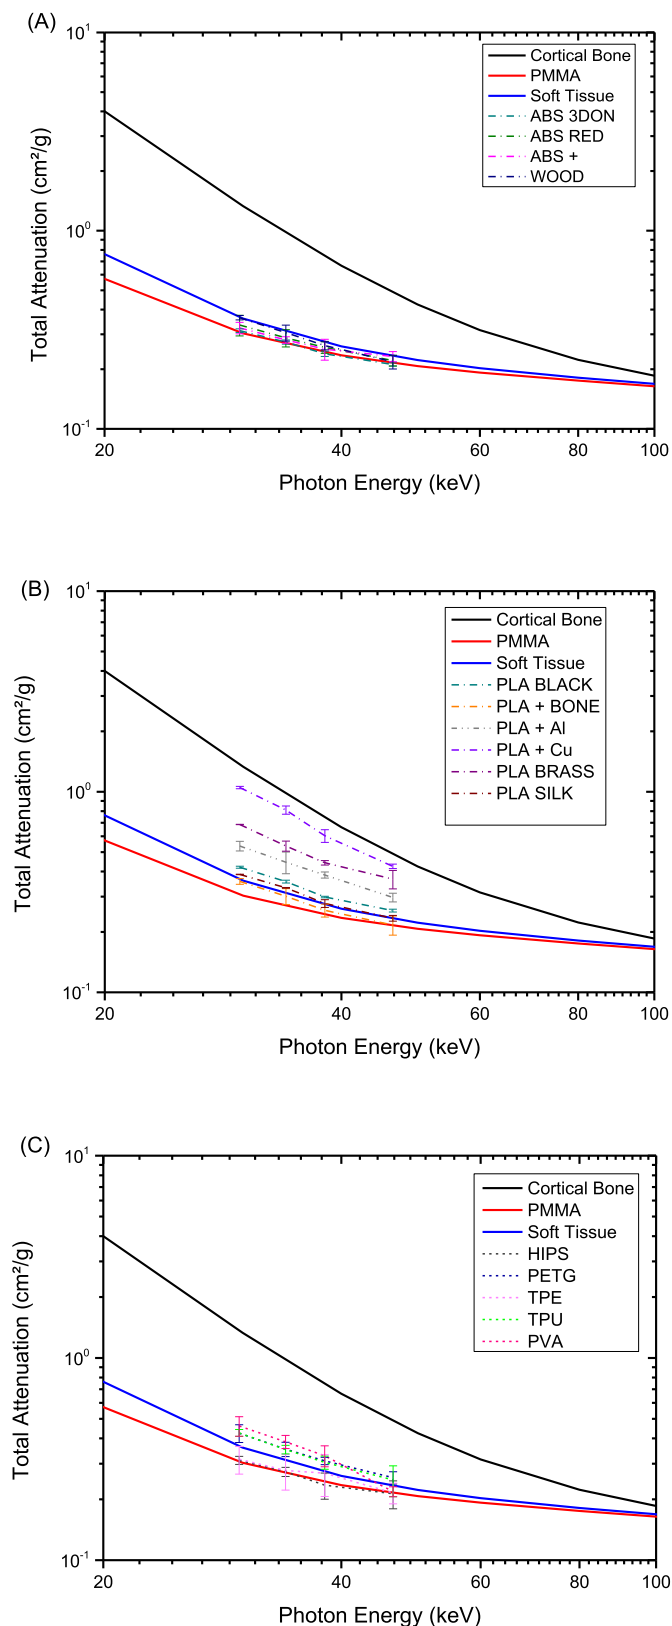 (A)
10¹
Cortical Bone
PMMA
Soft Tissue
ABS 3DON
ABS RED
ABS +
WOOD
10⁰
Total Attenuation (cm²/g)
10⁻¹
20 40 60 80 100
Photon Energy (keV)
(B)
10¹
Cortical Bone
PMMA
Soft Tissue
PLA BLACK
PLA + BONE
PLA + Al
PLA + Cu
PLA BRASS
PLA SILK
10⁰
Total Attenuation (cm²/g)
10⁻¹
20 40 60 80 100
Photon Energy (keV)
(C)
10¹
Cortical Bone
PMMA
Soft Tissue
HIPS
PETG
TPE
TPU
PVA
10⁰
Total Attenuation (cm²/g)
10⁻¹
20 40 60 80 100
Photon Energy (keV)